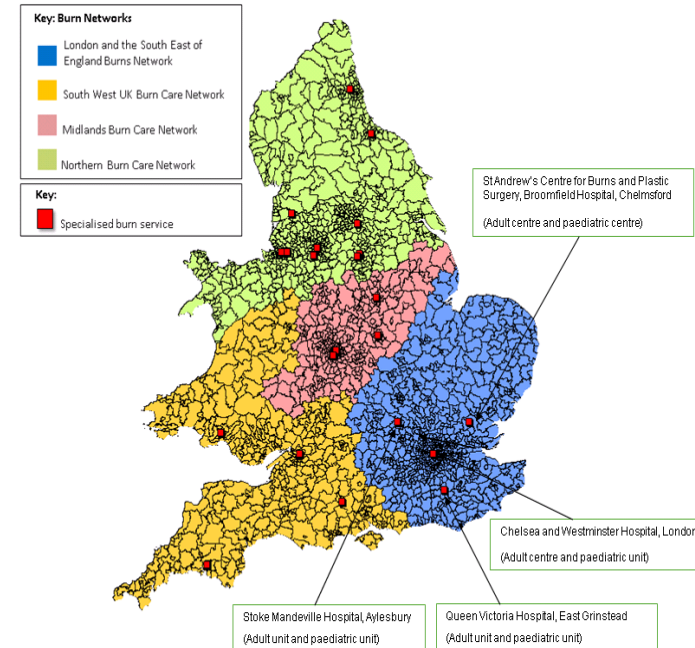 Key: Burn Networks
London and the South East of
England Burns Network
South West UK Burn Care Network
Midlands Burn Care Network
Northern Burn Care Network
Key:
Specialised burn service
St Andrew's Centre for Burns and Plastic
Surgery, Broomfield Hospital, Chelmsford
(Adult centre and paediatric centre)
Chelsea and Westminster Hospital, London
(Adult centre and paediatric unit)
Stoke Mandeville Hospital, Aylesbury
(Adult unit and paediatric unit)
Queen Victoria Hospital, East Grinstead
(Adult unit and paediatric unit)